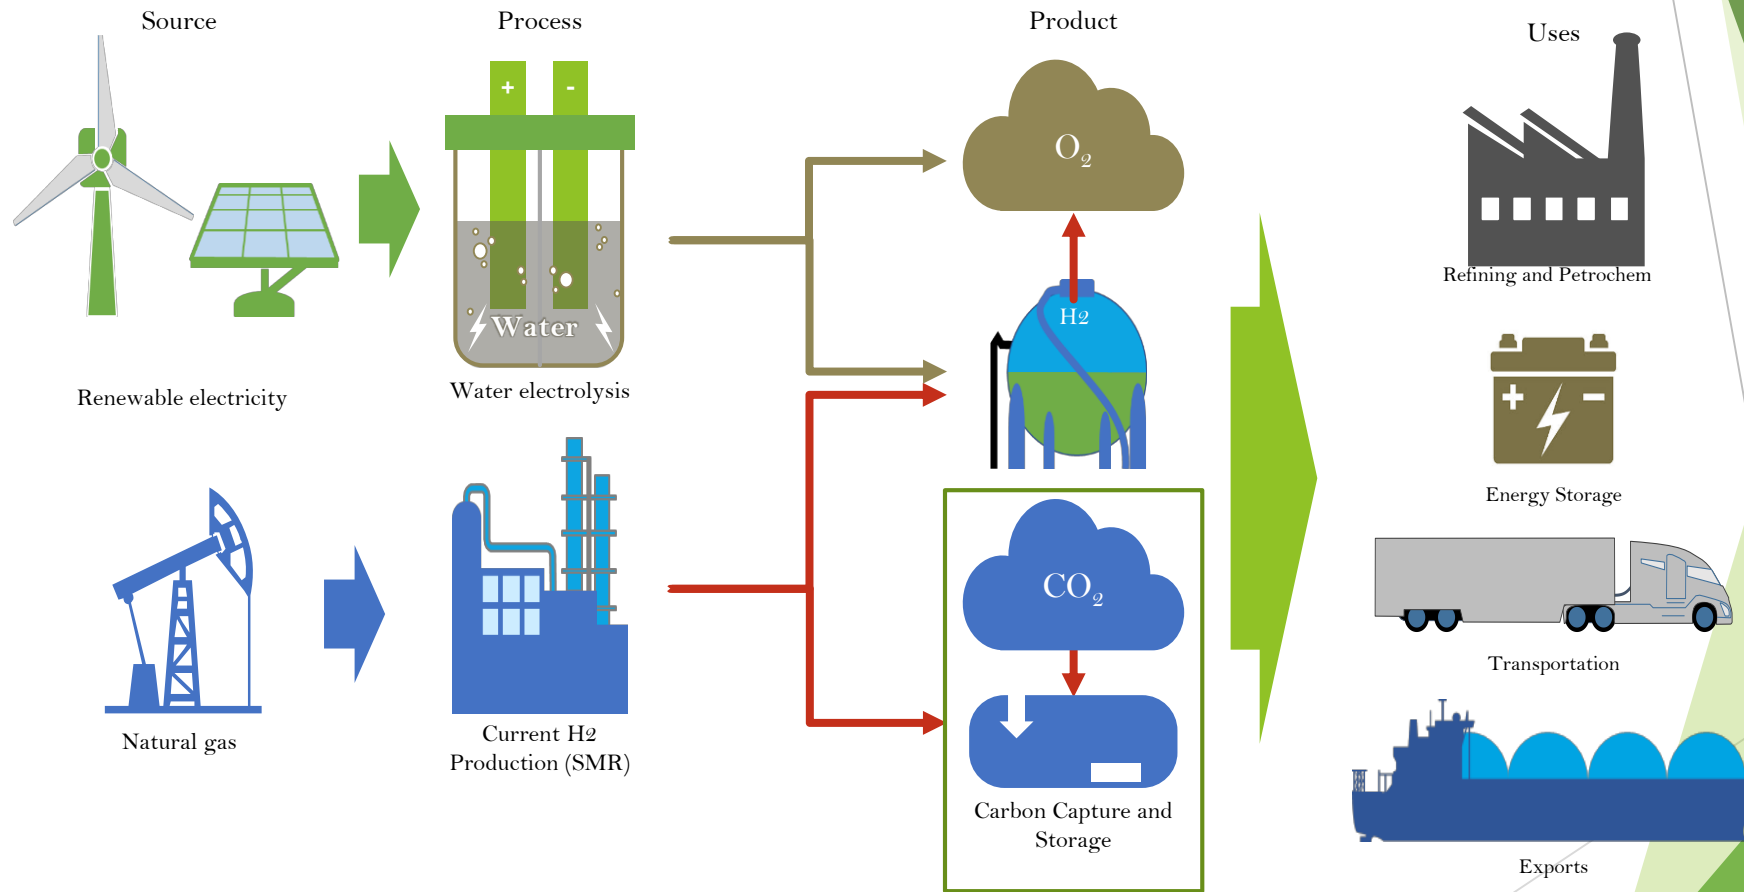 Source
Process
Product
Uses
+ -
Water
Renewable electricity
Water electrolysis
O₂
H2
Refining and Petrochem
+ −
Energy Storage
Natural gas
Current H2
Production (SMR)
CO₂
Carbon Capture and
Storage
Transportation
Exports